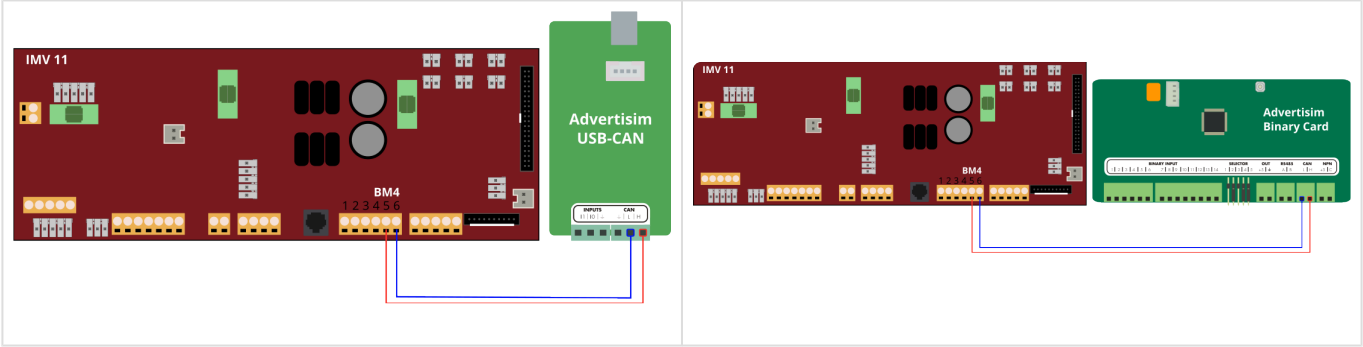 IMV 11
Advertisim
USB-CAN
BM4
1 2 3 4 5 6
INPUTS CAN
L H
IMV 11
Advertisim
Binary Card
BM4
1 2 3 4 5 6
BINARY INPUT SELECTOR OUT RS485 CAN NPN